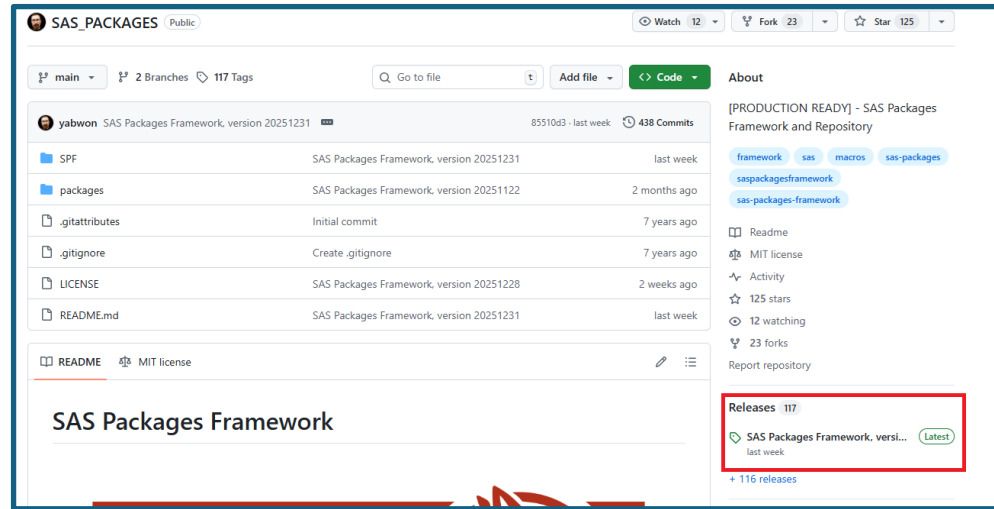 SAS_PACKAGES Public
Watch 12 Fork 23 Star 125
main 2 Branches 117 Tags Go to file t Add file <> Code
yabwon SAS Packages Framework, version 20251231 85510d3 · last week 438 Commits
SPF SAS Packages Framework, version 20251231 last week
packages SAS Packages Framework, version 20251122 2 months ago
.gitattributes Initial commit 7 years ago
.gitignore Create .gitignore 7 years ago
LICENSE SAS Packages Framework, version 20251228 2 weeks ago
README.md SAS Packages Framework, version 20251231 last week
README MIT license
SAS Packages Framework
About
[PRODUCTION READY] - SAS Packages
Framework and Repository
framework sas macros sas-packages
saspackagesframework
sas-packages-framework
Readme
MIT license
Activity
125 stars
12 watching
23 forks
Report repository
Releases 117
SAS Packages Framework, versi... Latest
last week
+ 116 releases